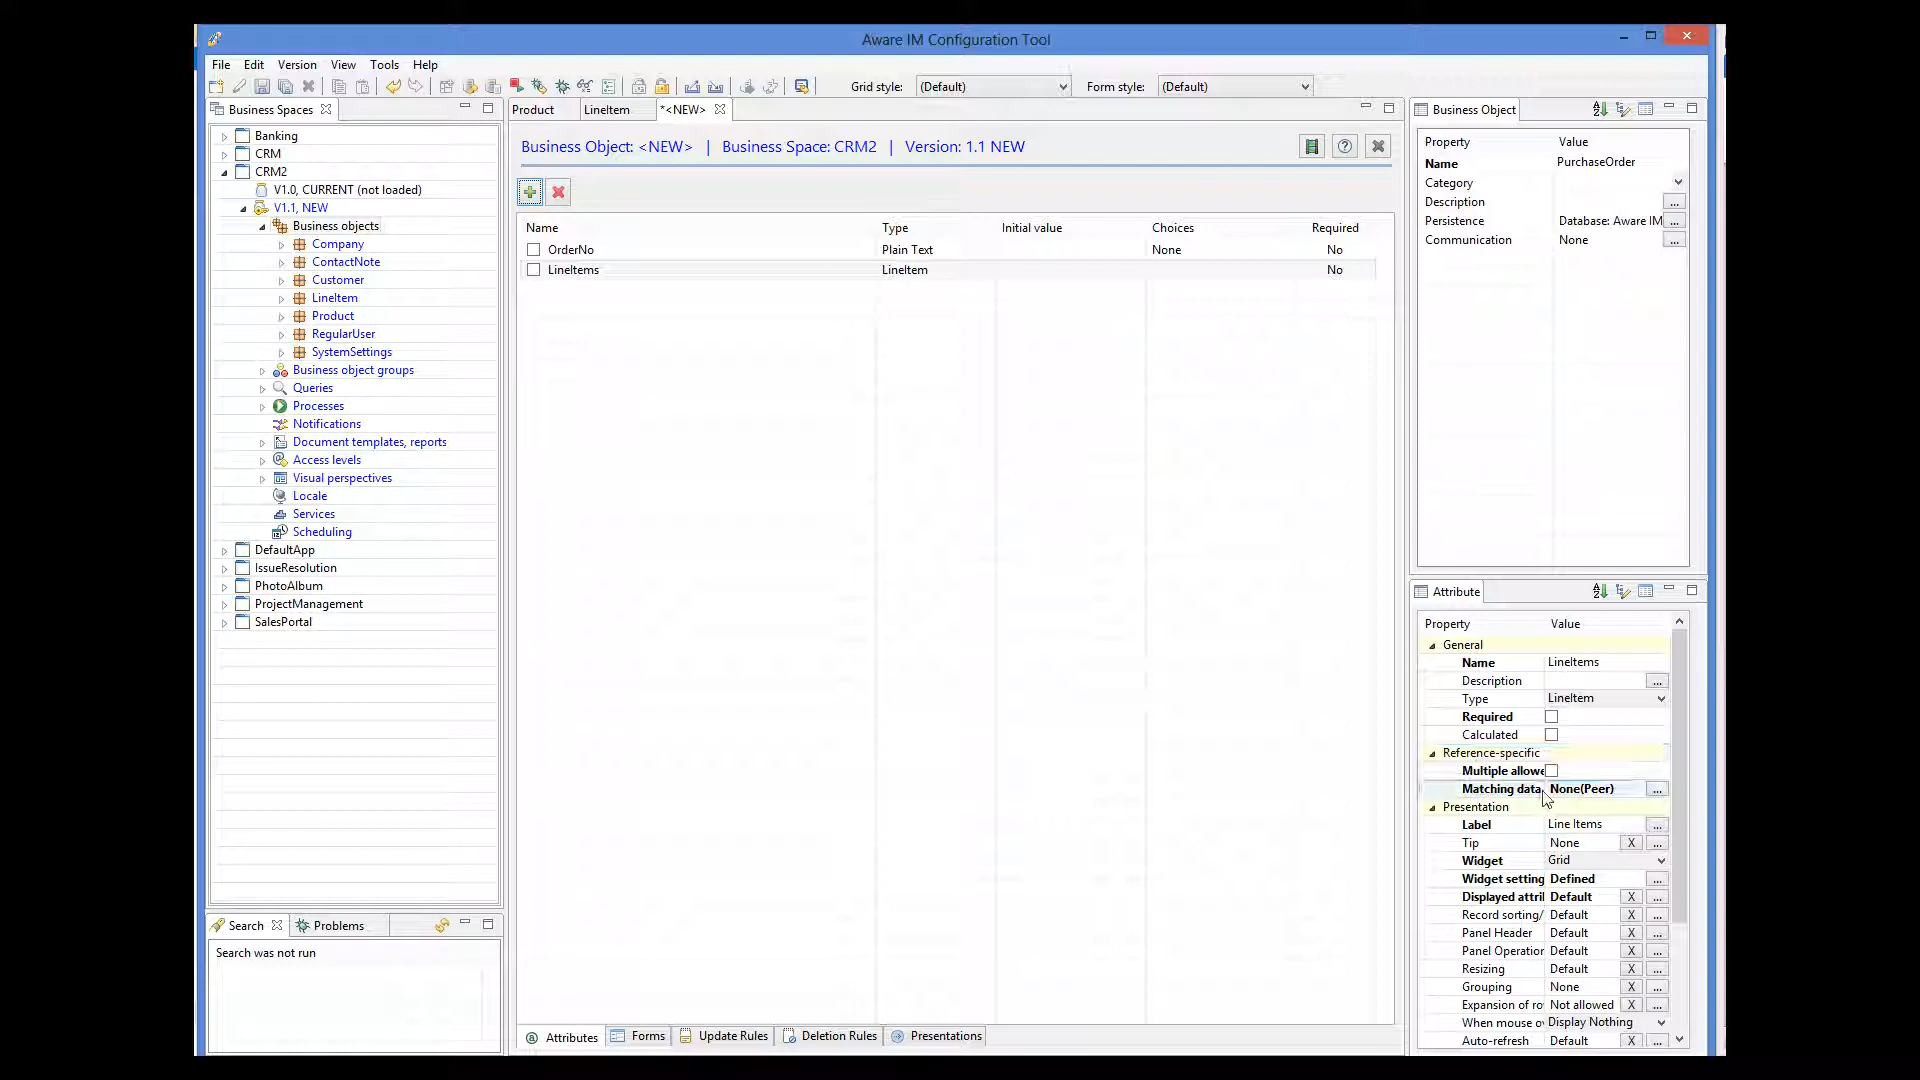 Aware IM Configuration Tool
File Edit Version View Tools Help
Grid style: (Default) Form style: (Default)
Business Spaces
Banking
CRM
CRM2
V1.0, CURRENT (not loaded)
V1.1, NEW
Business objects
Company
ContactNote
Customer
LineItem
Product
RegularUser
SystemSettings
Business object groups
Queries
Processes
Notifications
Document templates, reports
Access levels
Visual perspectives
Locale
Services
Scheduling
DefaultApp
IssueResolution
PhotoAlbum
ProjectManagement
SalesPortal
Search Problems
Search was not run
Product LineItem *<NEW>
Business Object: <NEW> | Business Space: CRM2 | Version: 1.1 NEW
Name Type Initial value Choices Required
OrderNo Plain Text None No
LineItems LineItem No
Attributes Forms Update Rules Deletion Rules Presentations
Business Object
Property Value
Name PurchaseOrder
Category
Description ...
Persistence Database: Aware IM ...
Communication None ...
Attribute
Property Value
General
Name LineItems
Description ...
Type LineItem
Required
Calculated
Reference-specific
Multiple allowe
Matching data None(Peer) ...
Presentation
Label Line Items ...
Tip None X ...
Widget Grid
Widget setting Defined ...
Displayed attril Default X ...
Record sorting/ Default X ...
Panel Header Default X ...
Panel Operation Default X ...
Resizing Default X ...
Grouping None X ...
Expansion of ro Not allowed X ...
When mouse o Display Nothing
Auto-refresh Default X ...